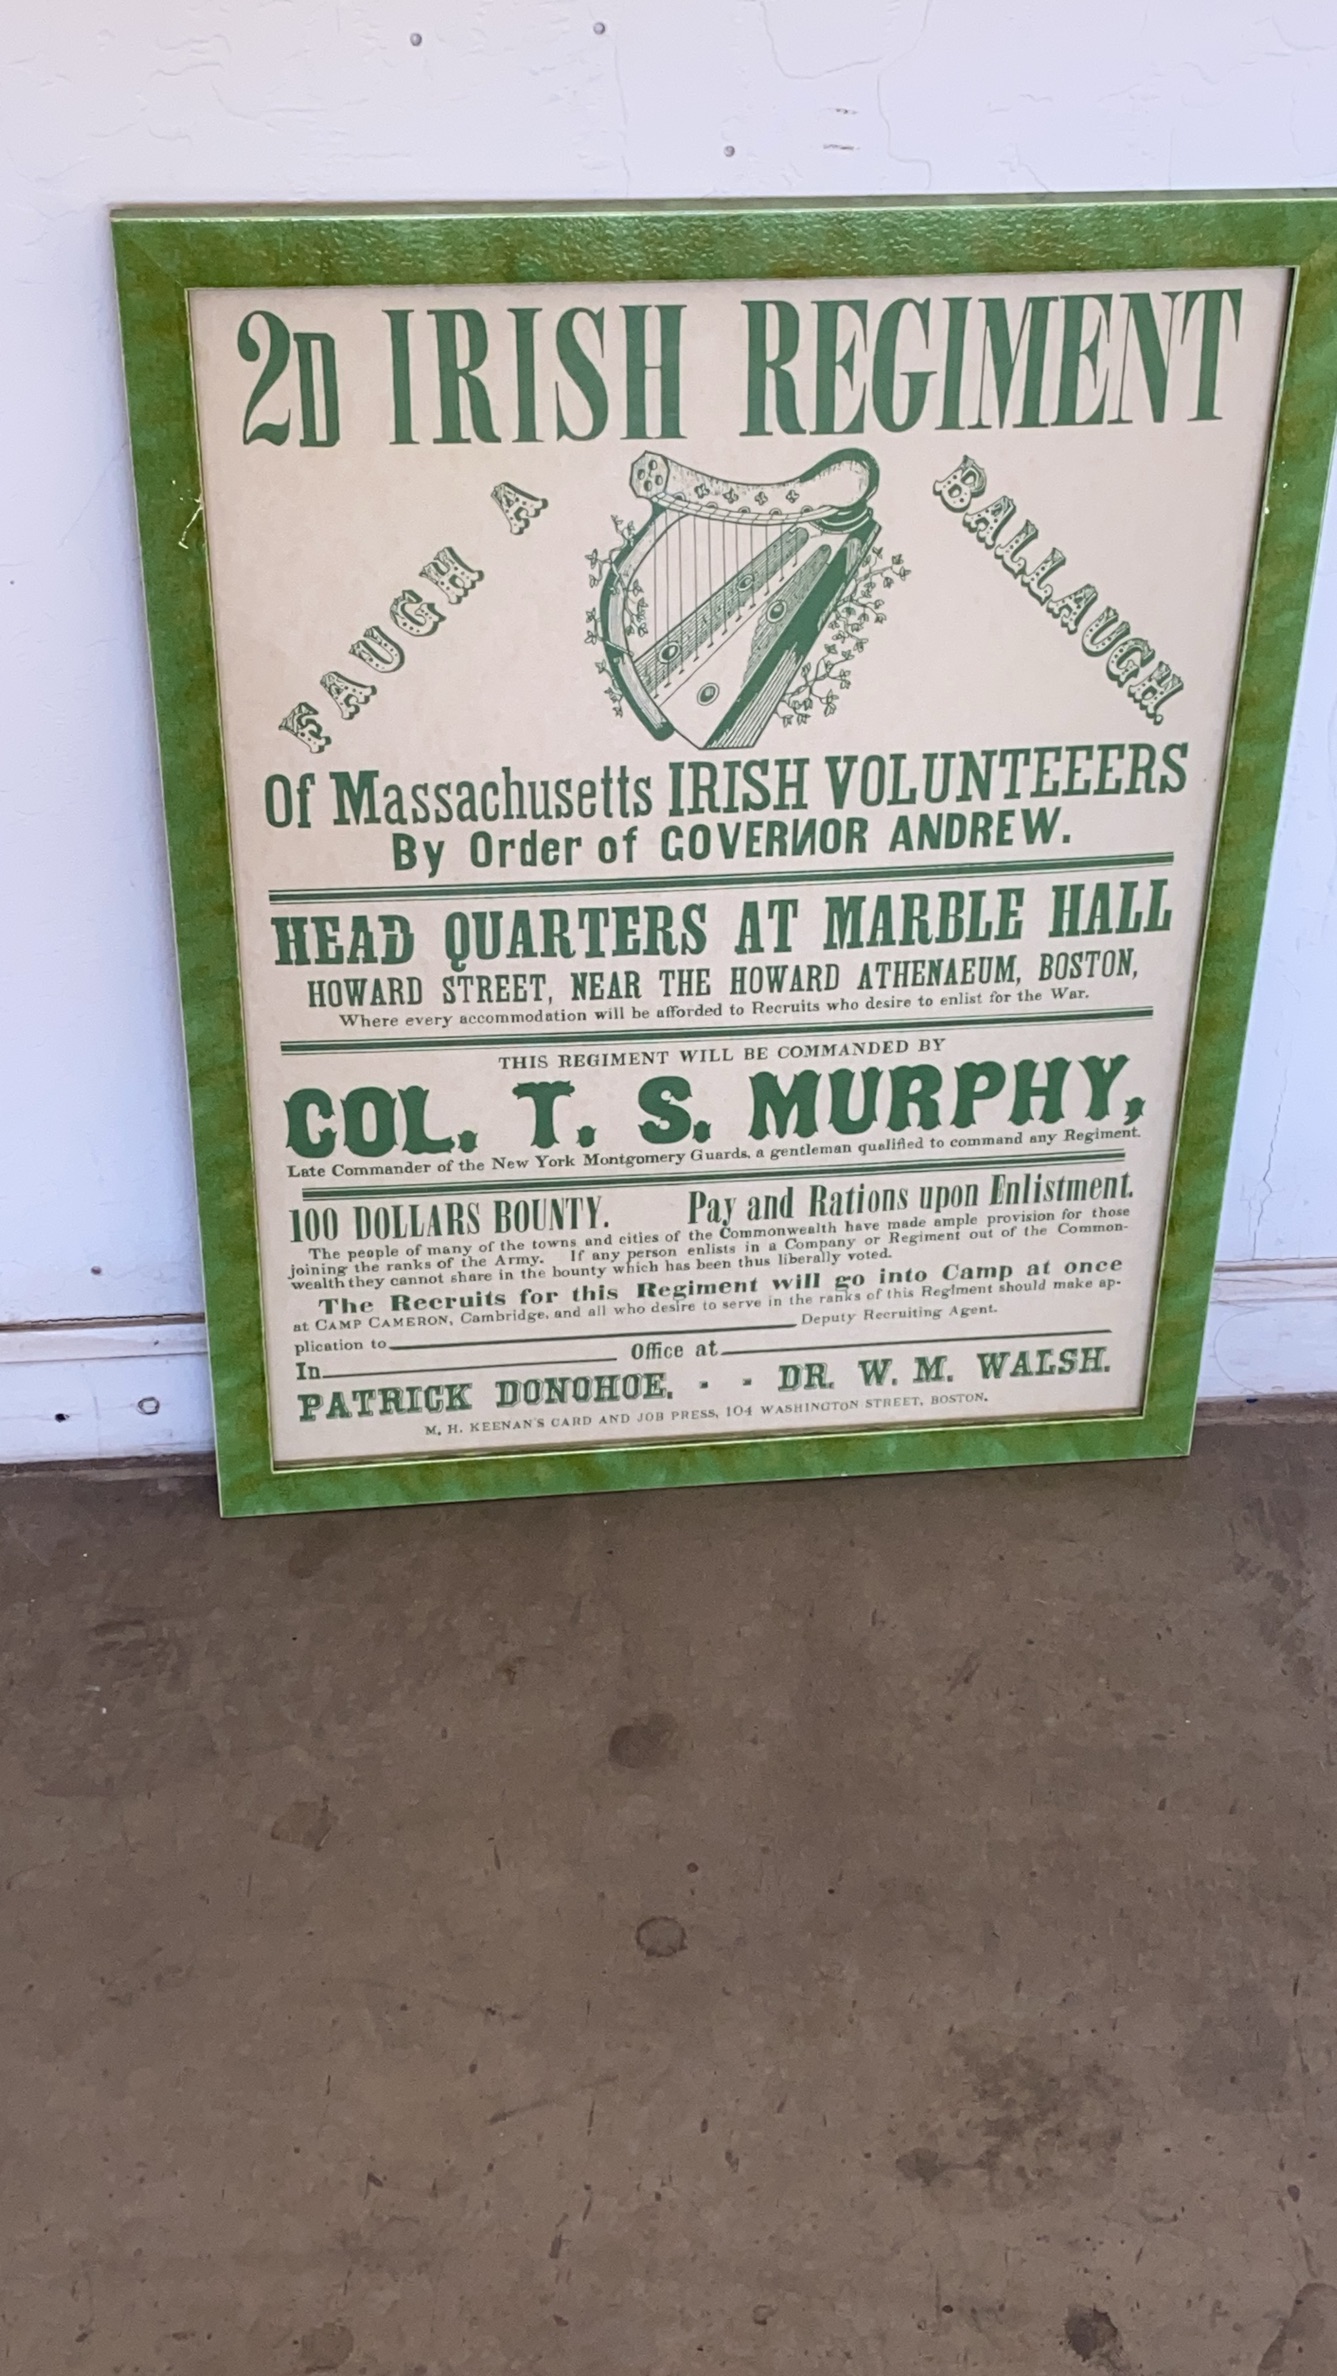 2D IRISH REGIMENT
FAUGH A BALLAUGH.
Of Massachusetts IRISH VOLUNTEEERS
By Order of GOVERNOR ANDREW.
HEAD QUARTERS AT MARBLE HALL
HOWARD STREET, NEAR THE HOWARD ATHENAEUM, BOSTON,
Where every accommodation will be afforded to Recruits who desire to enlist for the War.
THIS REGIMENT WILL BE COMMANDED BY
COL. T. S. MURPHY,
Late Commander of the New York Montgomery Guards, a gentleman qualified to command any Regiment.
100 DOLLARS BOUNTY. Pay and Rations upon Enlistment.
The people of many of the towns and cities of the Commonwealth have made ample provision for those
joining the ranks of the Army. If any person enlists in a Company or Regiment out of the Common-
wealth they cannot share in the bounty which has been thus liberally voted.
The Recruits for this Regiment will go into Camp at once
at CAMP CAMERON, Cambridge, and all who desire to serve in the ranks of this Regiment should make ap-
plication to Deputy Recruiting Agent.
In Office at
PATRICK DONOHOE. - - DR. W. M. WALSH.
M. H. KEENAN'S CARD AND JOB PRESS, 104 WASHINGTON STREET, BOSTON.